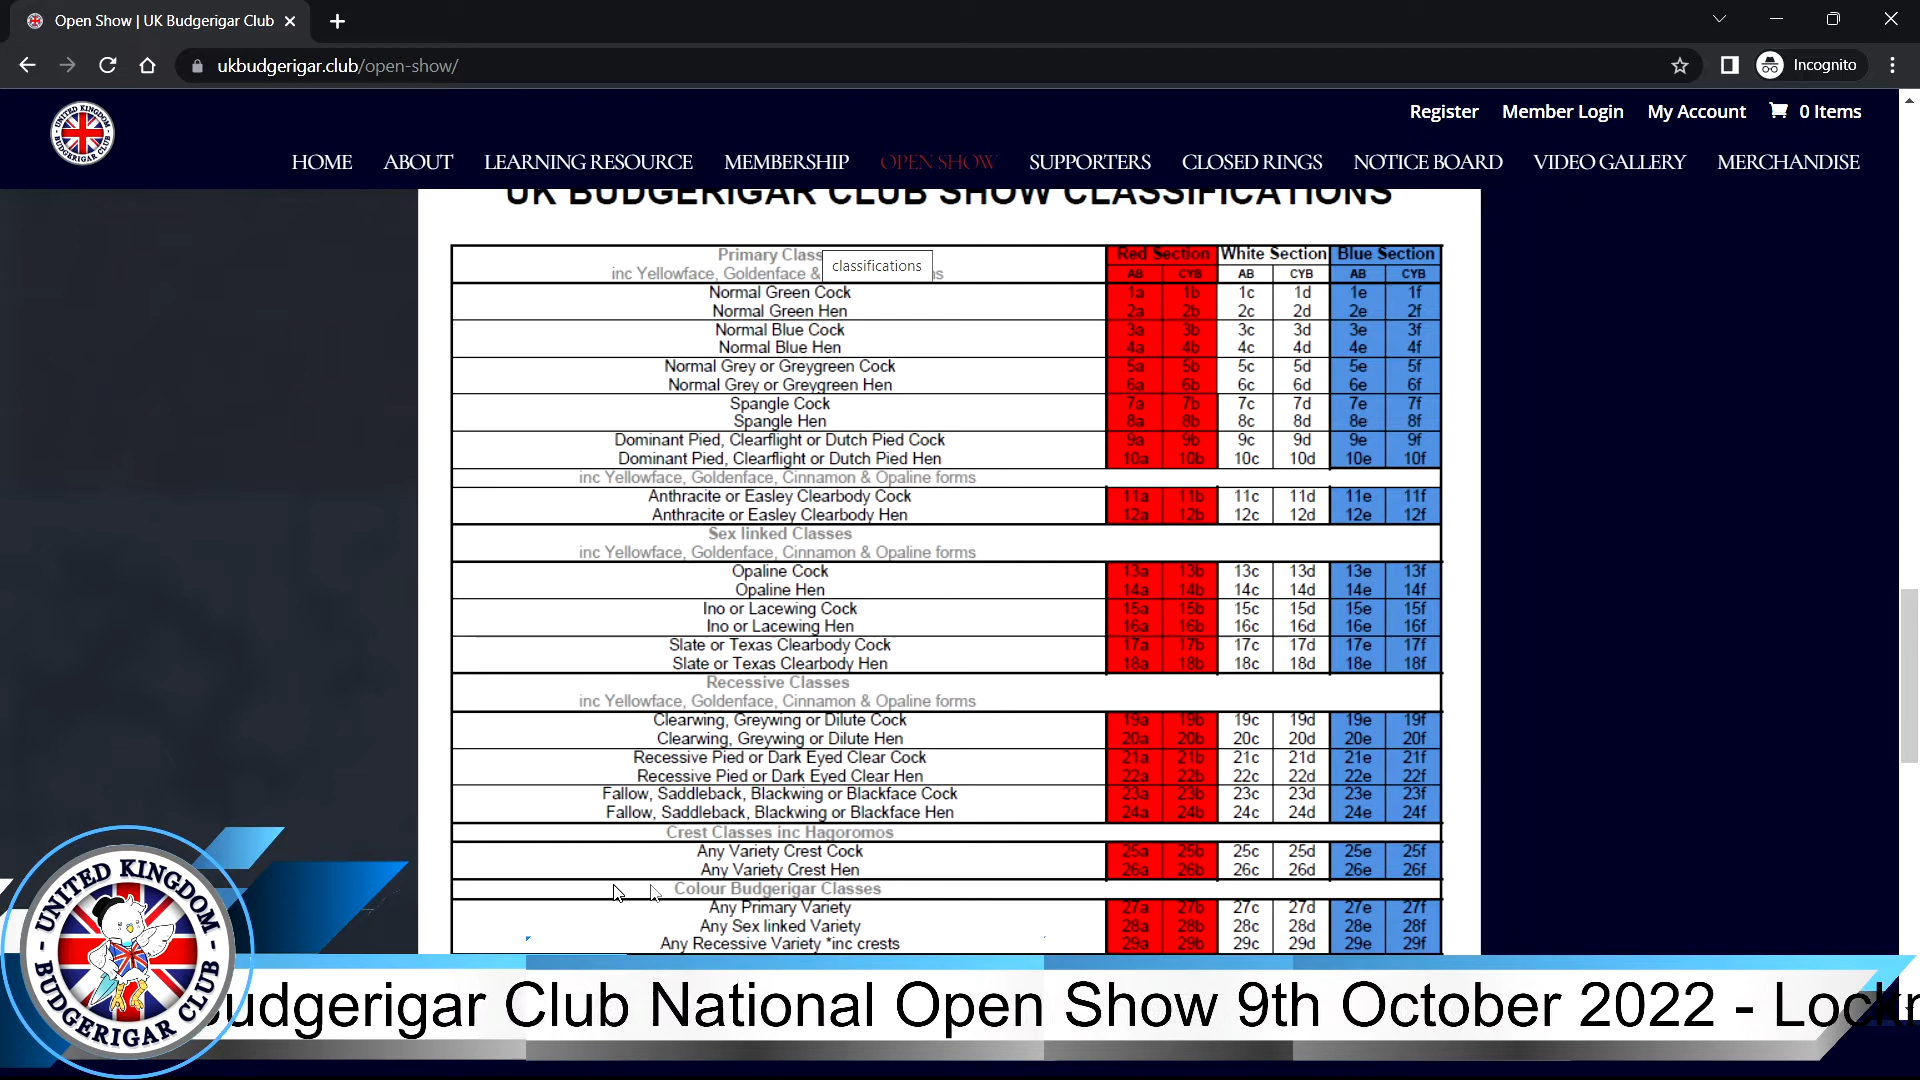 Open Show | UK Budgerigar Club
ukbudgerigar.club/open-show/
Incognito
UNITED KINGDOM
BUDGERIGAR CLUB
Register Member Login My Account 0 Items
HOME ABOUT LEARNING RESOURCE MEMBERSHIP OPEN SHOW SUPPORTERS CLOSED RINGS NOTICE BOARD VIDEO GALLERY MERCHANDISE
UK BUDGERIGAR CLUB SHOW CLASSIFICATIONS
Primary Class Red Section White Section Blue Section
classifications
inc Yellowface, Goldenface & AB CYB AB CYB AB CYB
Normal Green Cock 1a 1b 1c 1d 1e 1f
Normal Green Hen 2a 2b 2c 2d 2e 2f
Normal Blue Cock 3a 3b 3c 3d 3e 3f
Normal Blue Hen 4a 4b 4c 4d 4e 4f
Normal Grey or Greygreen Cock 5a 5b 5c 5d 5e 5f
Normal Grey or Greygreen Hen 6a 6b 6c 6d 6e 6f
Spangle Cock 7a 7b 7c 7d 7e 7f
Spangle Hen 8a 8b 8c 8d 8e 8f
Dominant Pied, Clearflight or Dutch Pied Cock 9a 9b 9c 9d 9e 9f
Dominant Pied, Clearflight or Dutch Pied Hen 10a 10b 10c 10d 10e 10f
inc Yellowface, Goldenface, Cinnamon & Opaline forms
Anthracite or Easley Clearbody Cock 11a 11b 11c 11d 11e 11f
Anthracite or Easley Clearbody Hen 12a 12b 12c 12d 12e 12f
Sex linked Classes
inc Yellowface, Goldenface, Cinnamon & Opaline forms
Opaline Cock 13a 13b 13c 13d 13e 13f
Opaline Hen 14a 14b 14c 14d 14e 14f
Ino or Lacewing Cock 15a 15b 15c 15d 15e 15f
Ino or Lacewing Hen 16a 16b 16c 16d 16e 16f
Slate or Texas Clearbody Cock 17a 17b 17c 17d 17e 17f
Slate or Texas Clearbody Hen 18a 18b 18c 18d 18e 18f
Recessive Classes
inc Yellowface, Goldenface, Cinnamon & Opaline forms
Clearwing, Greywing or Dilute Cock 19a 19b 19c 19d 19e 19f
Clearwing, Greywing or Dilute Hen 20a 20b 20c 20d 20e 20f
Recessive Pied or Dark Eyed Clear Cock 21a 21b 21c 21d 21e 21f
Recessive Pied or Dark Eyed Clear Hen 22a 22b 22c 22d 22e 22f
Fallow, Saddleback, Blackwing or Blackface Cock 23a 23b 23c 23d 23e 23f
Fallow, Saddleback, Blackwing or Blackface Hen 24a 24b 24c 24d 24e 24f
Crest Classes inc Hagoromos
Any Variety Crest Cock 25a 25b 25c 25d 25e 25f
Any Variety Crest Hen 26a 26b 26c 26d 26e 26f
Colour Budgerigar Classes
Any Primary Variety 27a 27b 27c 27d 27e 27f
Any Sex linked Variety 28a 28b 28c 28d 28e 28f
Any Recessive Variety *inc crests 29a 29b 29c 29d 29e 29f
UNITED KINGDOM
- BUDGERIGAR CLUB -
udgerigar Club National Open Show 9th October 2022 - Lock